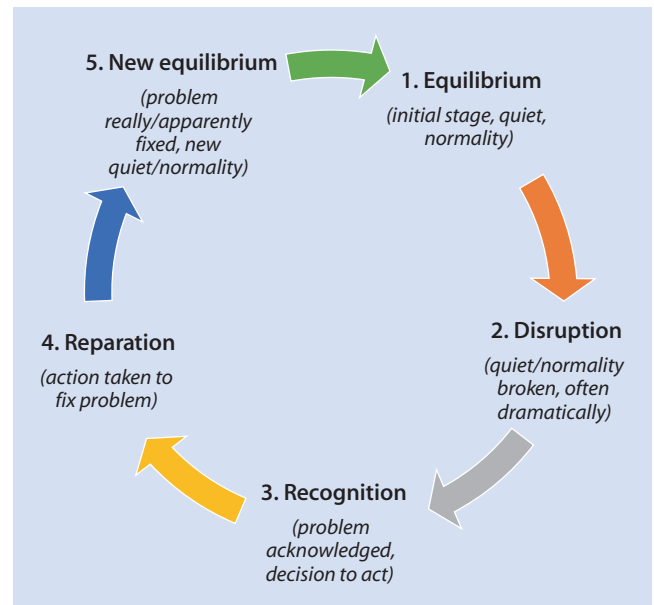 1. Equilibrium
(initial stage, quiet,
normality)
2. Disruption
(quiet/normality
broken, often
dramatically)
3. Recognition
(problem
acknowledged,
decision to act)
4. Reparation
(action taken to
fix problem)
5. New equilibrium
(problem
really/apparently
fixed, new
quiet/normality)